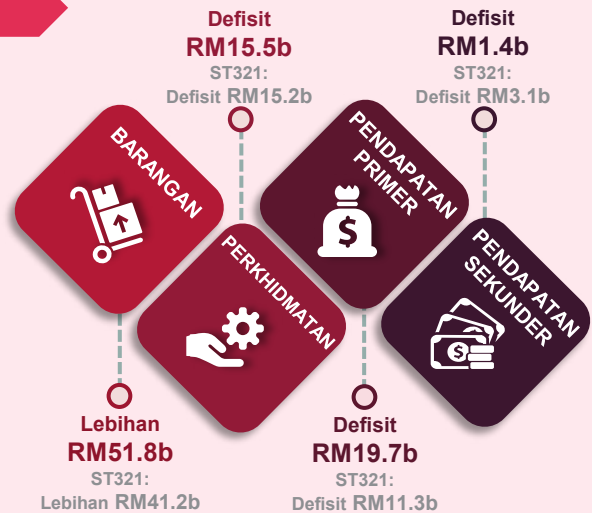 Defisit
RM15.5b
ST321:
Defisit RM15.2b
Defisit
RM1.4b
ST321:
Defisit RM3.1b
BARANGAN
PERKHIDMATAN
PENDAPATAN
PRIMER
PENDAPATAN
SEKUNDER
Lebihan
RM51.8b
ST321:
Lebihan RM41.2b
Defisit
RM19.7b
ST321:
Defisit RM11.3b